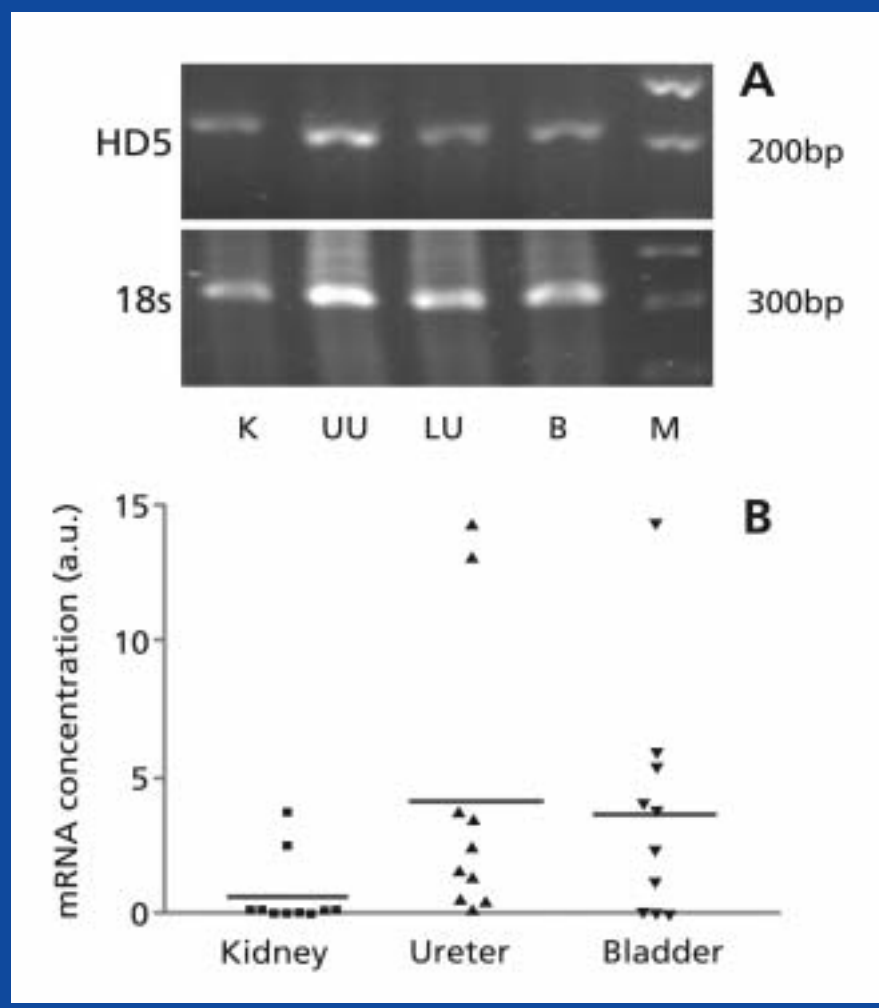 A
HD5
200bp
18s
300bp
K UU LU B M
B
mRNA concentration (a.u.)
15
10
5
0
Kidney Ureter Bladder